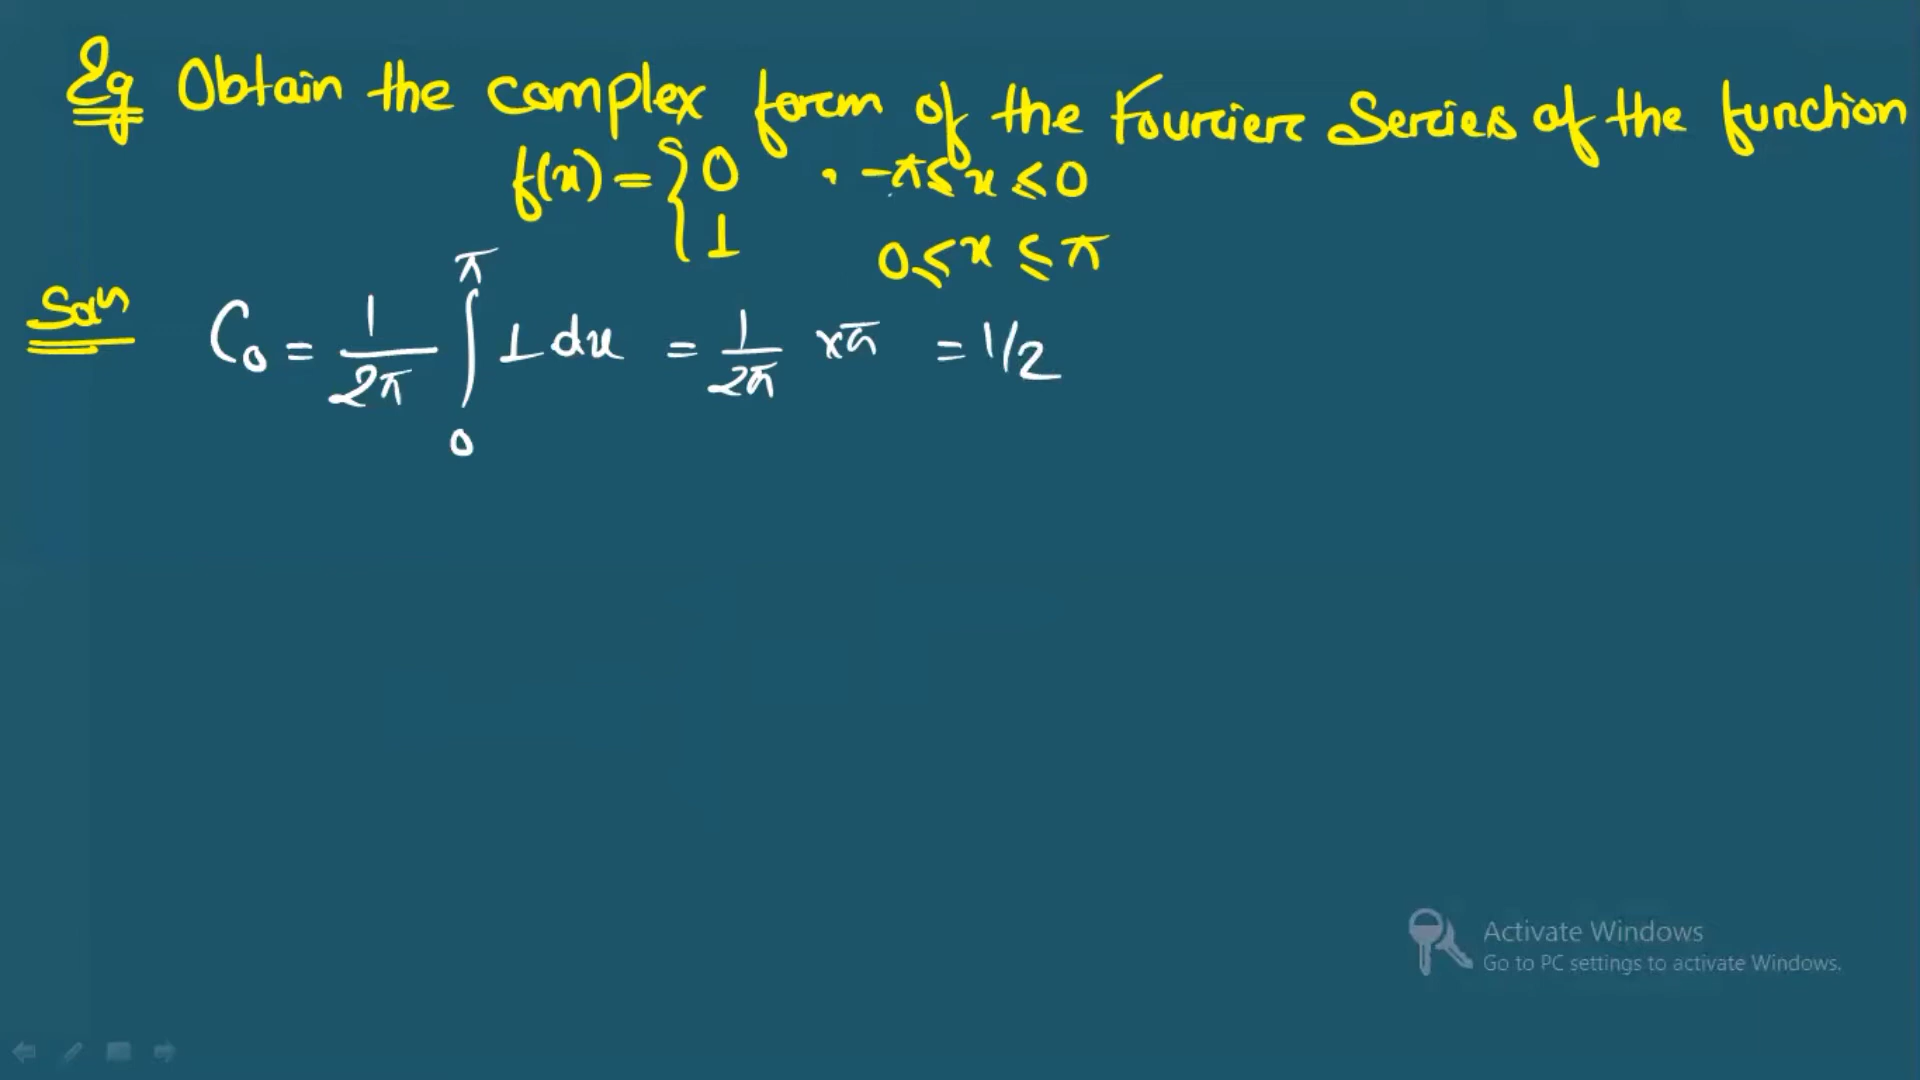 Eg Obtain the complex form of the Fourier Series of the function
f(x) = { 0 , -π ≤ x ≤ 0
1 0 ≤ x ≤ π
Soln C₀ = 1/2π ∫₀^π 1 dx = 1/2π × π = 1/2
Activate Windows
Go to PC settings to activate Windows.